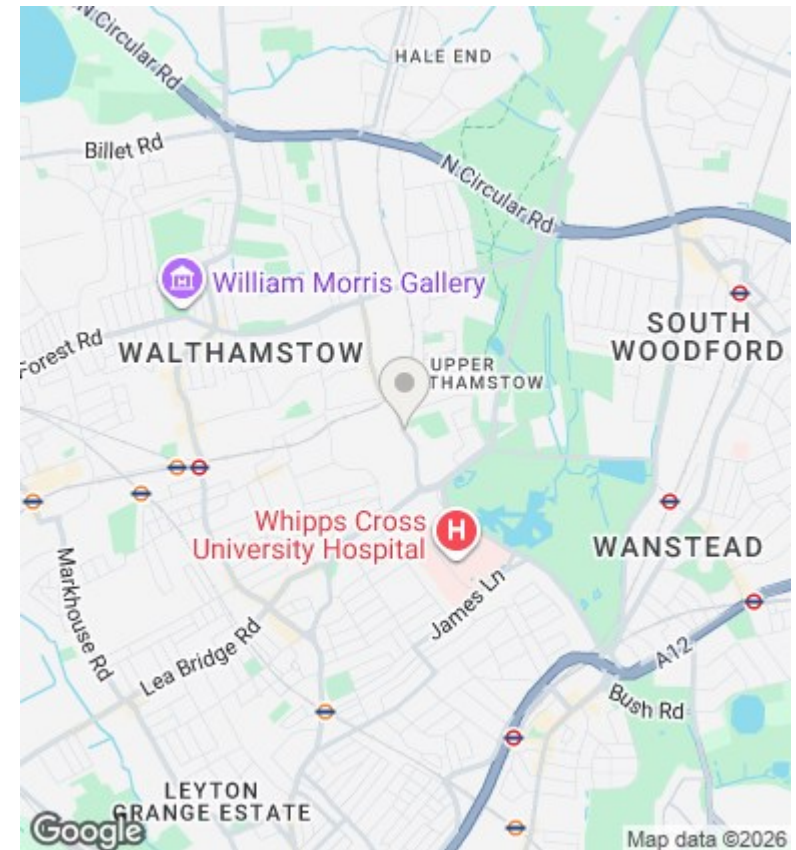 N Circular Rd
HALE END
Billet Rd
N Circular Rd
William Morris Gallery
Forest Rd
WALTHAMSTOW
SOUTH
WOODFORD
UPPER
THAMSTOW
Whipps Cross
University Hospital
H
WANSTEAD
James Ln
Markhouse Rd
Lea Bridge Rd
A12
Bush Rd
LEYTON
GRANGE ESTATE
Google
Map data ©2026